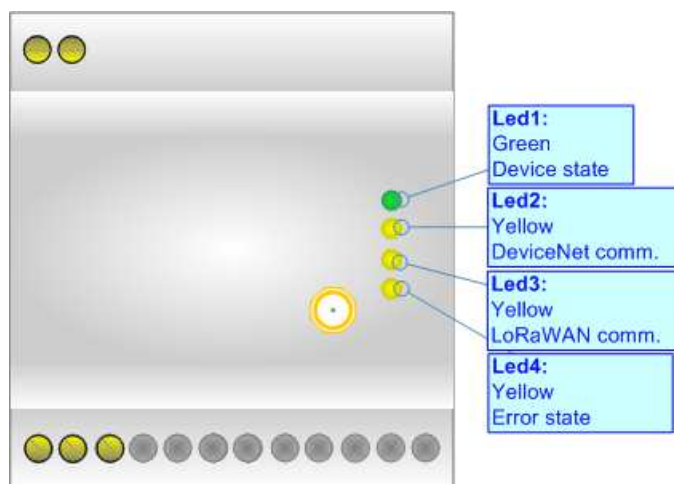 Led1:
Green
Device state
Led2:
Yellow
DeviceNet comm.
Led3:
Yellow
LoRaWAN comm.
Led4:
Yellow
Error state